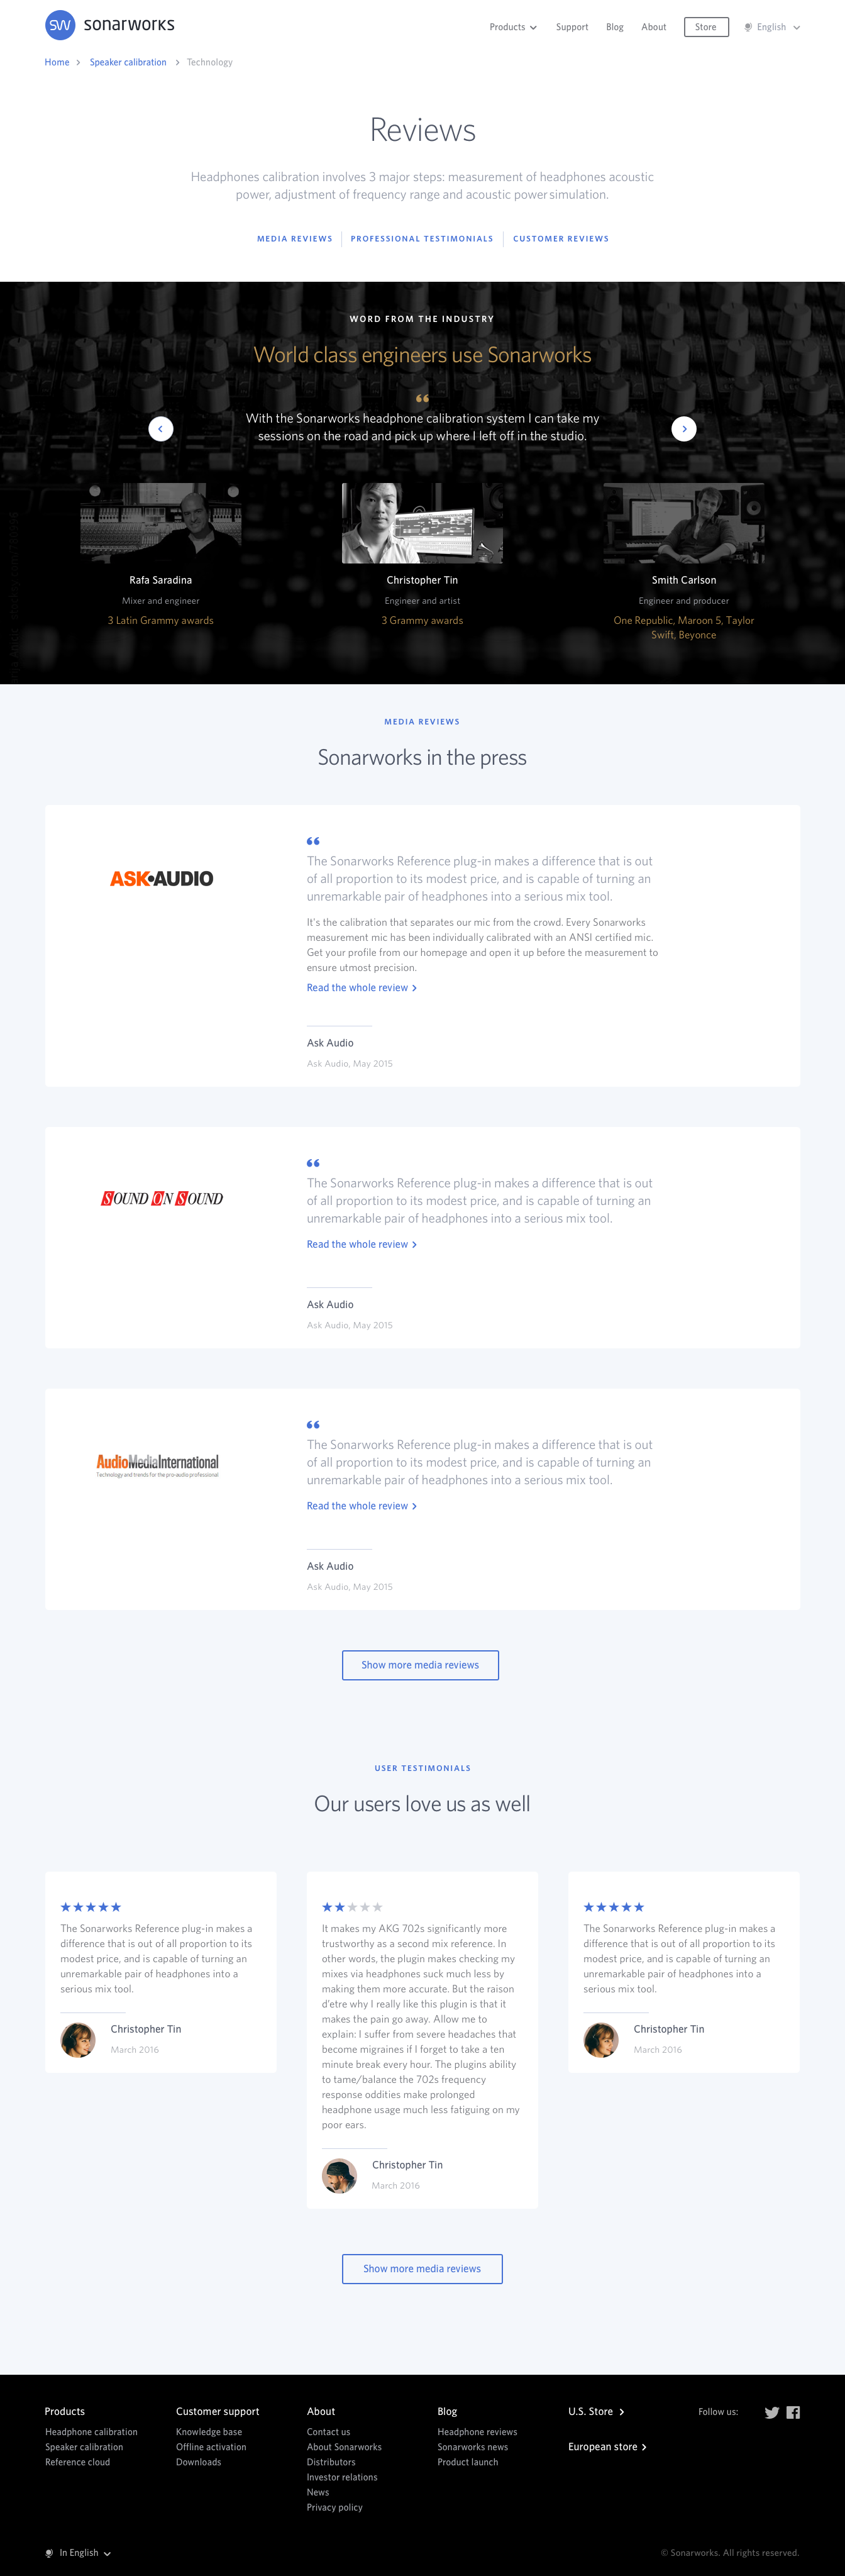 SW sonarworks
Products
Support
Blog
About
Store
English
Home
Speaker calibration
Technology
Reviews
Headphones calibration involves 3 major steps: measurement of headphones acoustic
power, adjustment of frequency range and acoustic power simulation.
MEDIA REVIEWS
PROFESSIONAL TESTIMONIALS
CUSTOMER REVIEWS
WORD FROM THE INDUSTRY
World class engineers use Sonarworks
“
With the Sonarworks headphone calibration system I can take my
sessions on the road and pick up where I left off in the studio.
Rafa Saradina
Mixer and engineer
3 Latin Grammy awards
Christopher Tin
Engineer and artist
3 Grammy awards
Smith Carlson
Engineer and producer
One Republic, Maroon 5, Taylor
Swift, Beyonce
MEDIA REVIEWS
Sonarworks in the press
ASK•AUDIO
“
The Sonarworks Reference plug-in makes a difference that is out
of all proportion to its modest price, and is capable of turning an
unremarkable pair of headphones into a serious mix tool.
It's the calibration that separates our mic from the crowd. Every Sonarworks
measurement mic has been individually calibrated with an ANSI certified mic.
Get your profile from our homepage and open it up before the measurement to
ensure utmost precision.
Read the whole review
Ask Audio
Ask Audio, May 2015
SOUND ON SOUND
“
The Sonarworks Reference plug-in makes a difference that is out
of all proportion to its modest price, and is capable of turning an
unremarkable pair of headphones into a serious mix tool.
Read the whole review
Ask Audio
Ask Audio, May 2015
AudioMediaInternational
Technology and trends for the pro-audio professional
“
The Sonarworks Reference plug-in makes a difference that is out
of all proportion to its modest price, and is capable of turning an
unremarkable pair of headphones into a serious mix tool.
Read the whole review
Ask Audio
Ask Audio, May 2015
Show more media reviews
USER TESTIMONIALS
Our users love us as well
The Sonarworks Reference plug-in makes a
difference that is out of all proportion to its
modest price, and is capable of turning an
unremarkable pair of headphones into a
serious mix tool.
Christopher Tin
March 2016
It makes my AKG 702s significantly more
trustworthy as a second mix reference. In
other words, the plugin makes checking my
mixes via headphones suck much less by
making them more accurate. But the raison
d'etre why I really like this plugin is that it
makes the pain go away. Allow me to
explain: I suffer from severe headaches that
become migraines if I forget to take a ten
minute break every hour. The plugins ability
to tame/balance the 702s frequency
response oddities make prolonged
headphone usage much less fatiguing on my
poor ears.
Christopher Tin
March 2016
The Sonarworks Reference plug-in makes a
difference that is out of all proportion to its
modest price, and is capable of turning an
unremarkable pair of headphones into a
serious mix tool.
Christopher Tin
March 2016
Show more media reviews
Products
Headphone calibration
Speaker calibration
Reference cloud
Customer support
Knowledge base
Offline activation
Downloads
About
Contact us
About Sonarworks
Distributors
Investor relations
News
Privacy policy
Blog
Headphone reviews
Sonarworks news
Product launch
U.S. Store
European store
Follow us:
In English
© Sonarworks. All rights reserved.